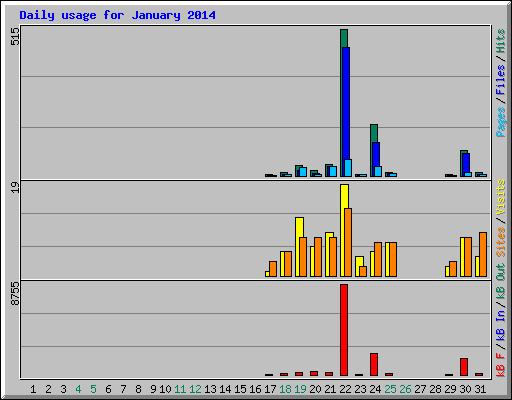 Daily usage for January 2014
515
19
8755
Pages / Files / Hits
Sites / Visits
kB F / kB In / kB Out
1 2 3 4 5 6 7 8 9 10 11 12 13 14 15 16 17 18 19 20 21 22 23 24 25 26 27 28 29 30 31